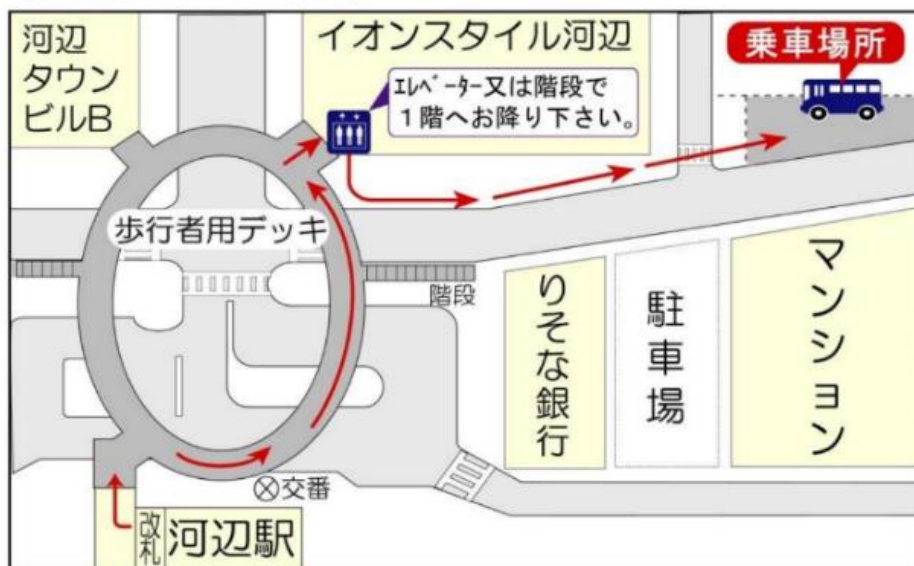 河辺
タウン
ビルB
イオンスタイル河辺
乗車場所
ｴﾚﾍﾞｰﾀｰ又は階段で
１階へお降り下さい。
歩行者用デッキ
階段
りそな銀行
駐車場
マンション
交番
改札
河辺駅